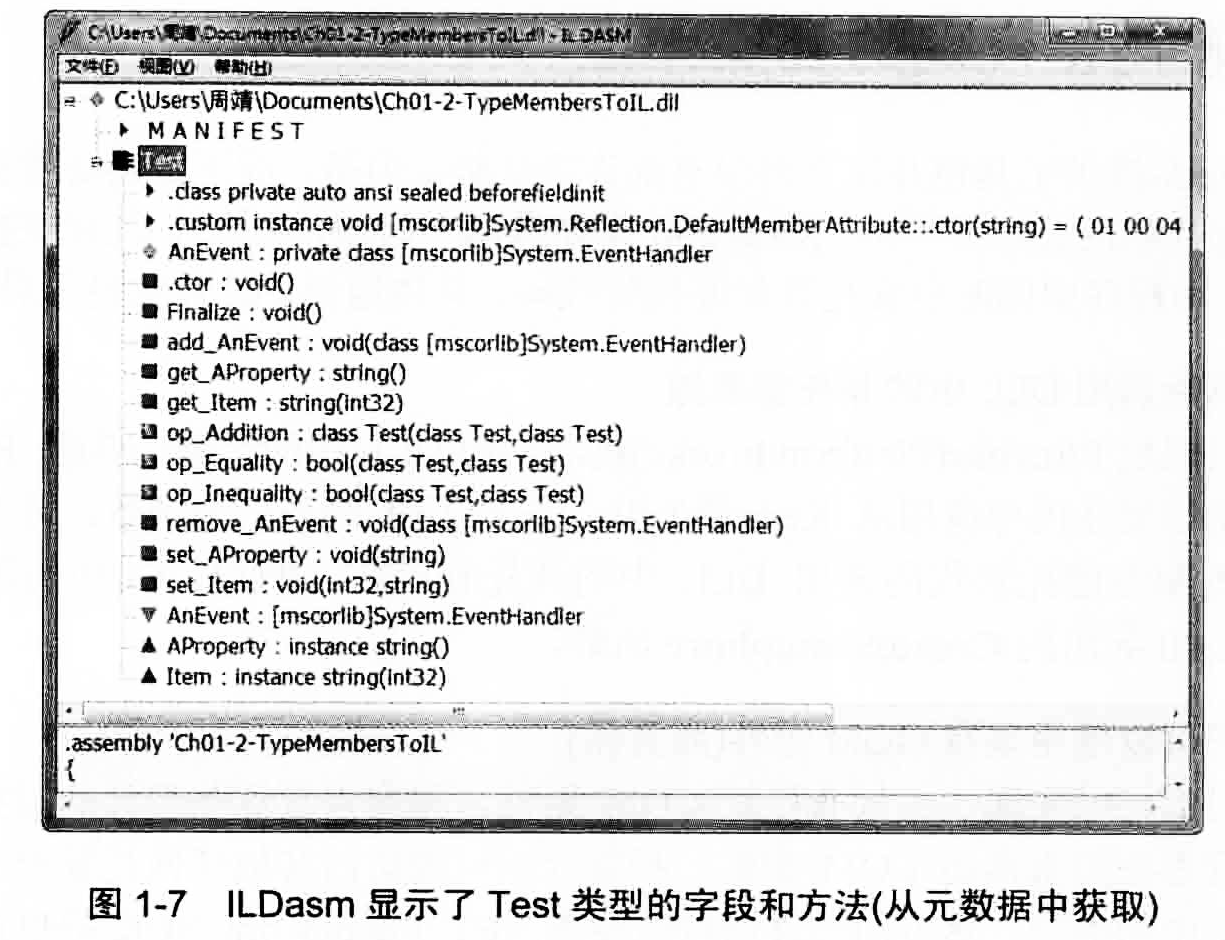 C:\Users\周靖\Documents\Ch01-2-TypeMembersToIL.dll - IL DASM
文件(F) 视图(V) 帮助(H)
C:\Users\周靖\Documents\Ch01-2-TypeMembersToIL.dll
M A N I F E S T
Test
.class private auto ansi sealed beforefieldinit
.custom instance void [mscorlib]System.Reflection.DefaultMemberAttribute::.ctor(string) = ( 01 00 04
AnEvent : private class [mscorlib]System.EventHandler
.ctor : void()
Finalize : void()
add_AnEvent : void(class [mscorlib]System.EventHandler)
get_AProperty : string()
get_Item : string(int32)
op_Addition : class Test(class Test,class Test)
op_Equality : bool(class Test,class Test)
op_Inequality : bool(class Test,class Test)
remove_AnEvent : void(class [mscorlib]System.EventHandler)
set_AProperty : void(string)
set_Item : void(int32,string)
AnEvent : [mscorlib]System.EventHandler
AProperty : instance string()
Item : instance string(int32)
.assembly 'Ch01-2-TypeMembersToIL'
{
图 1-7 ILDasm 显示了 Test 类型的字段和方法(从元数据中获取)